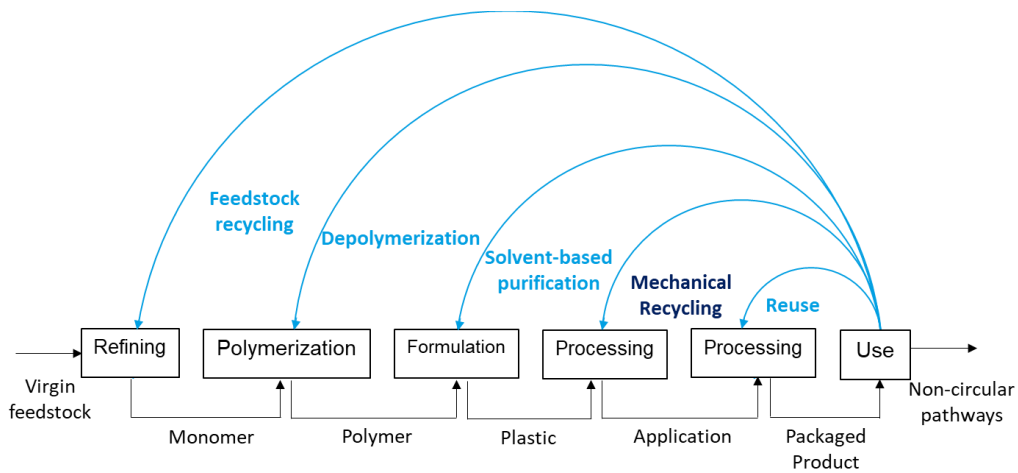 Feedstock
recycling
Depolymerization
Solvent-based
purification
Mechanical
Recycling
Reuse
Refining
Polymerization
Formulation
Processing
Processing
Use
Virgin
feedstock
Non-circular
pathways
Monomer
Polymer
Plastic
Application
Packaged
Product